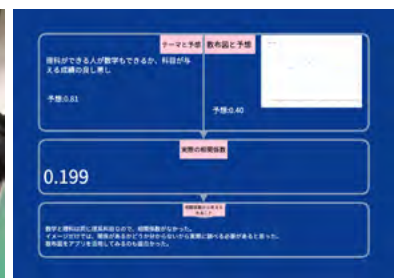 テーマと予想
散布図と予想
理科ができる人が数学もできるか、科目が与
える成績の良し悪し
予想:0.81
予想:0.40
実際の相関係数
0.199
数学と理科は同じ理系科目なので、相関係数がなかった。
イメージだけでは、関係があるかどうか分からないから実際に調べる必要があると思った。
散布図をアプリを活用してみるのも面白かった。